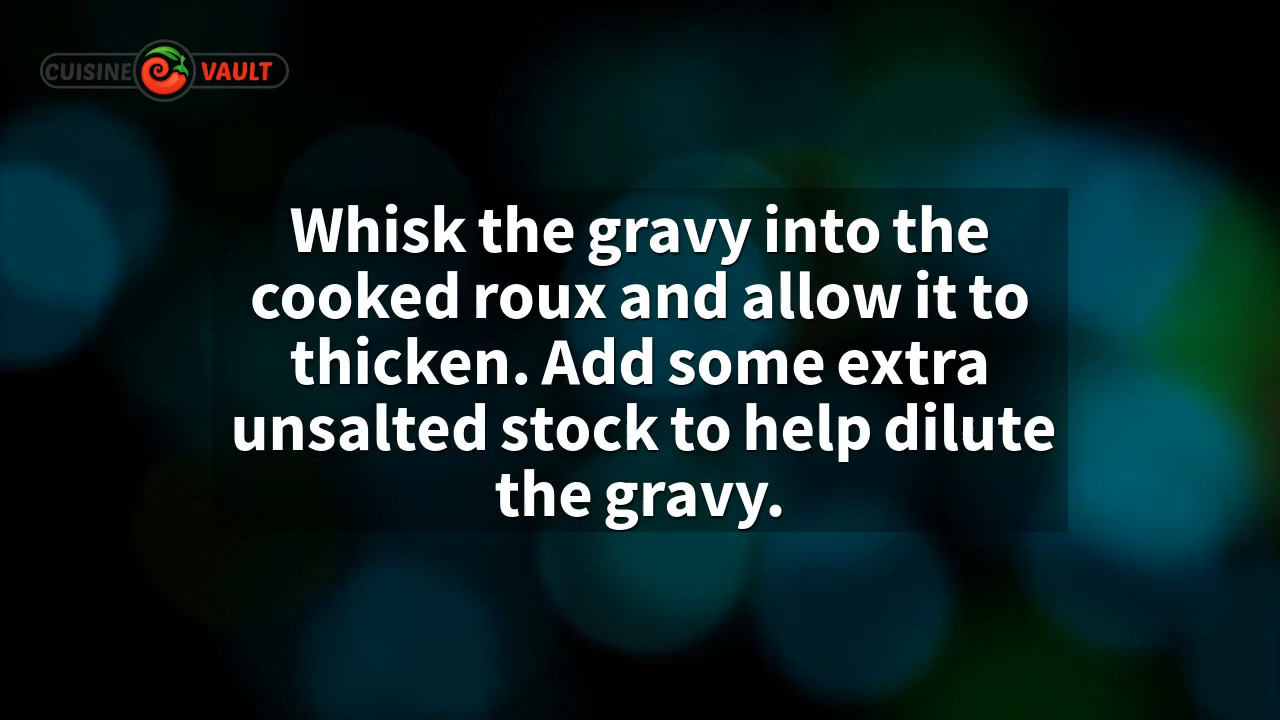 CUISINE VAULT
Whisk the gravy into the
cooked roux and allow it to
thicken. Add some extra
unsalted stock to help dilute
the gravy.